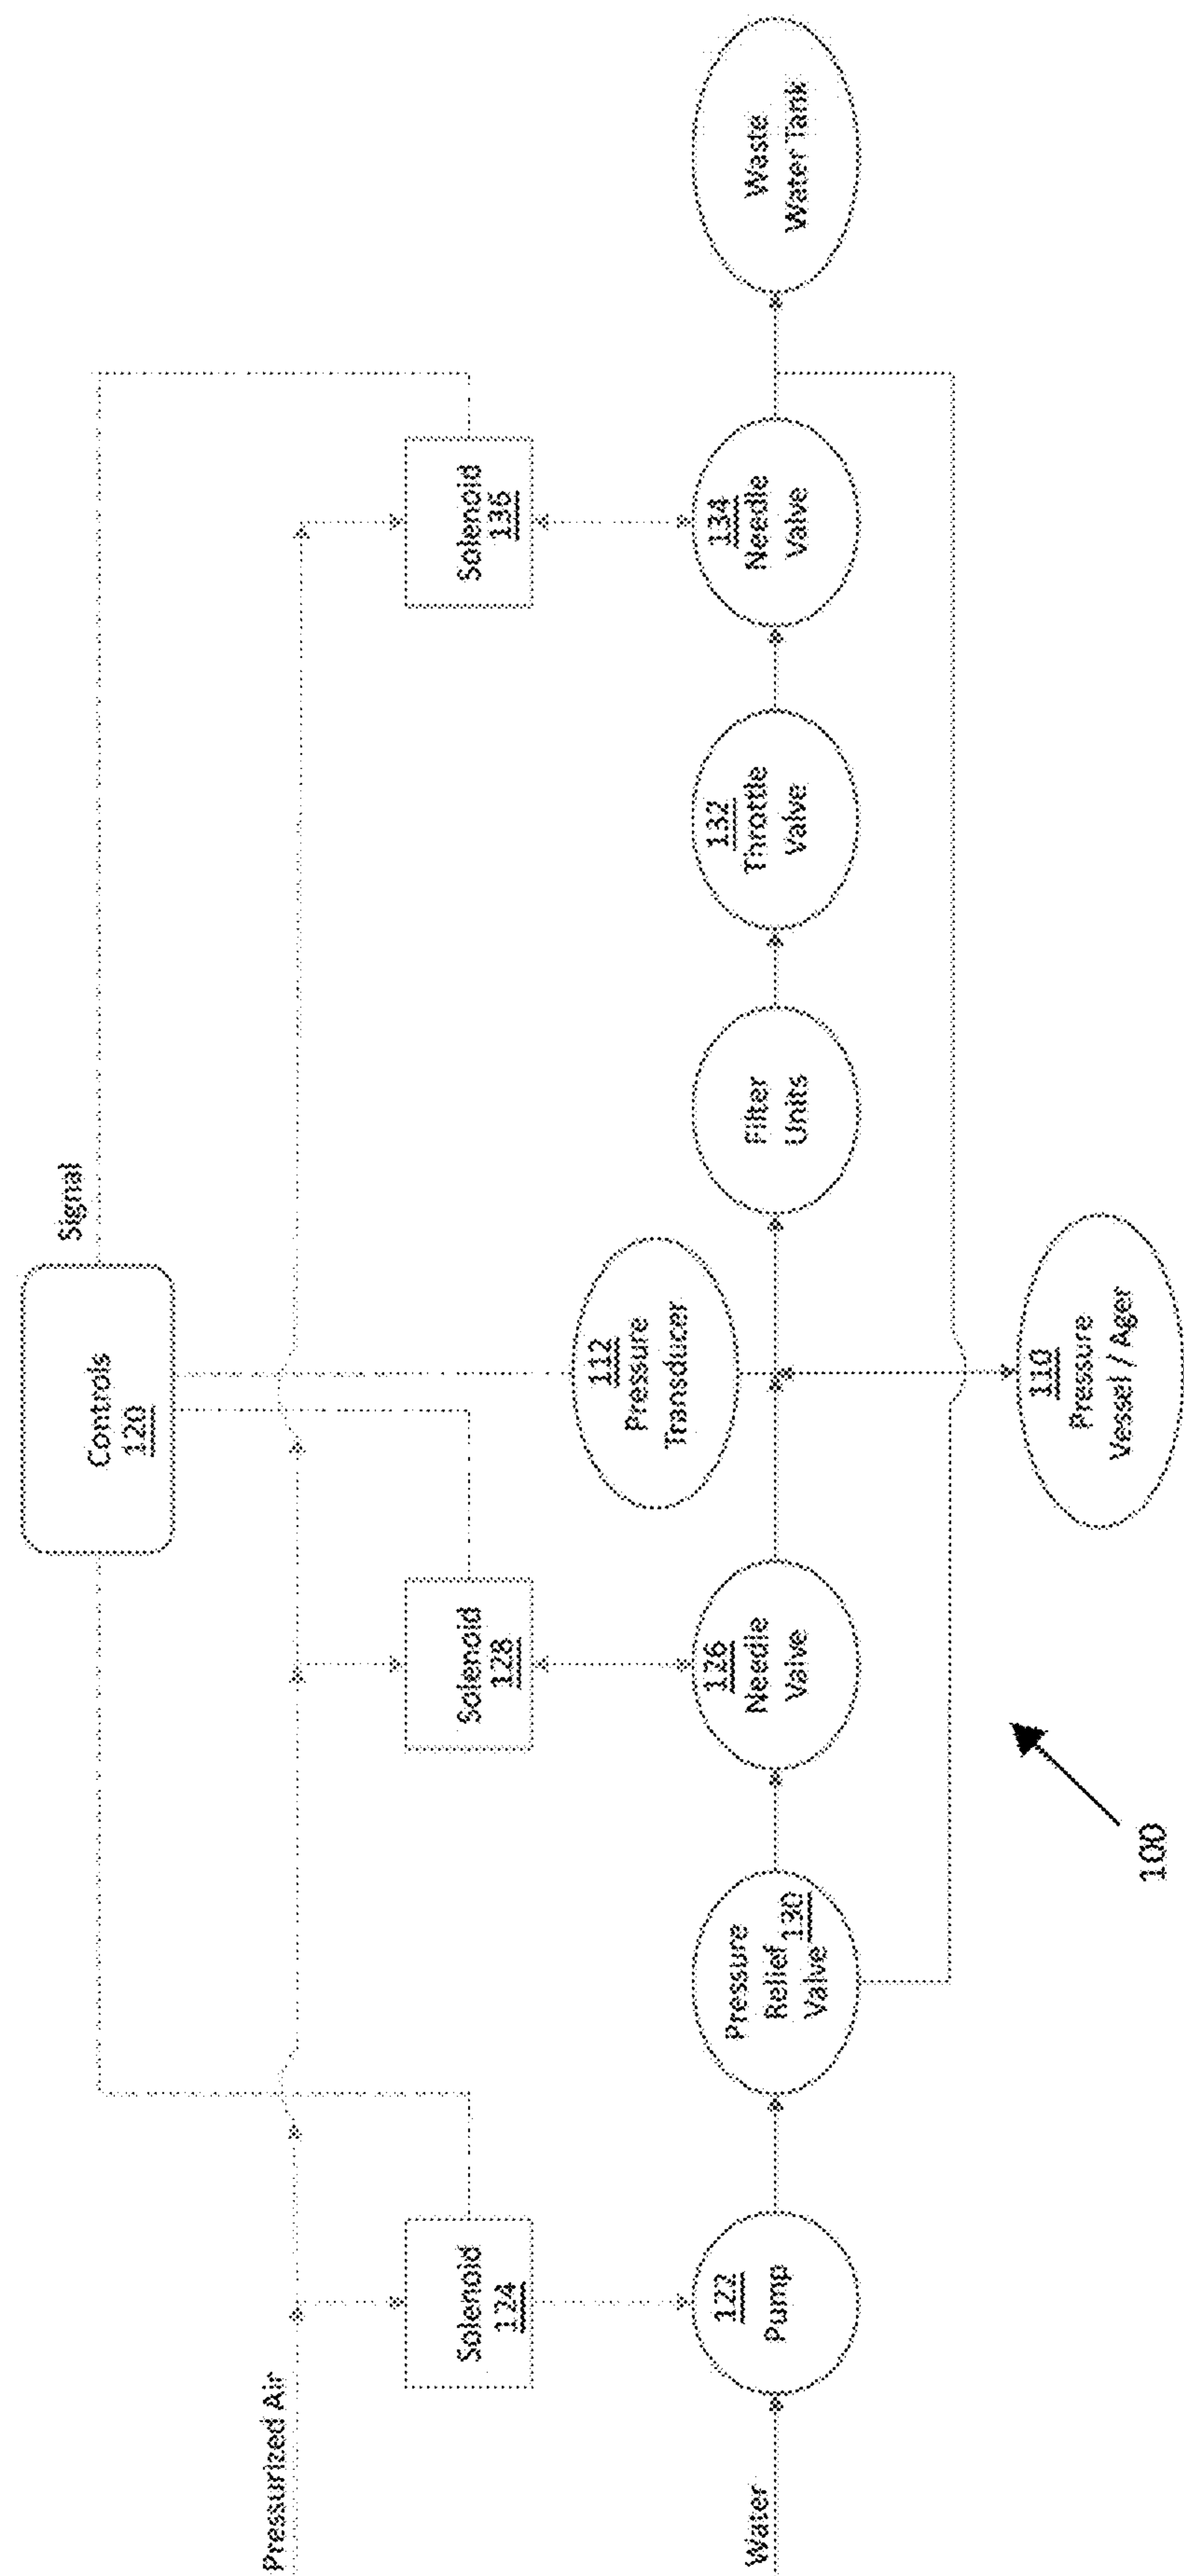 Controls
120
Signal
Pressurized Air
Solenoid
124
Solenoid
128
Solenoid
136
112
Pressure
Transducer
Water
122
Pump
Pressure
Relief 130
Valve
126
Needle
Valve
Filter
Units
132
Throttle
Valve
134
Needle
Valve
Waste
Water Tank
110
Pressure
Vessel / Ager
100